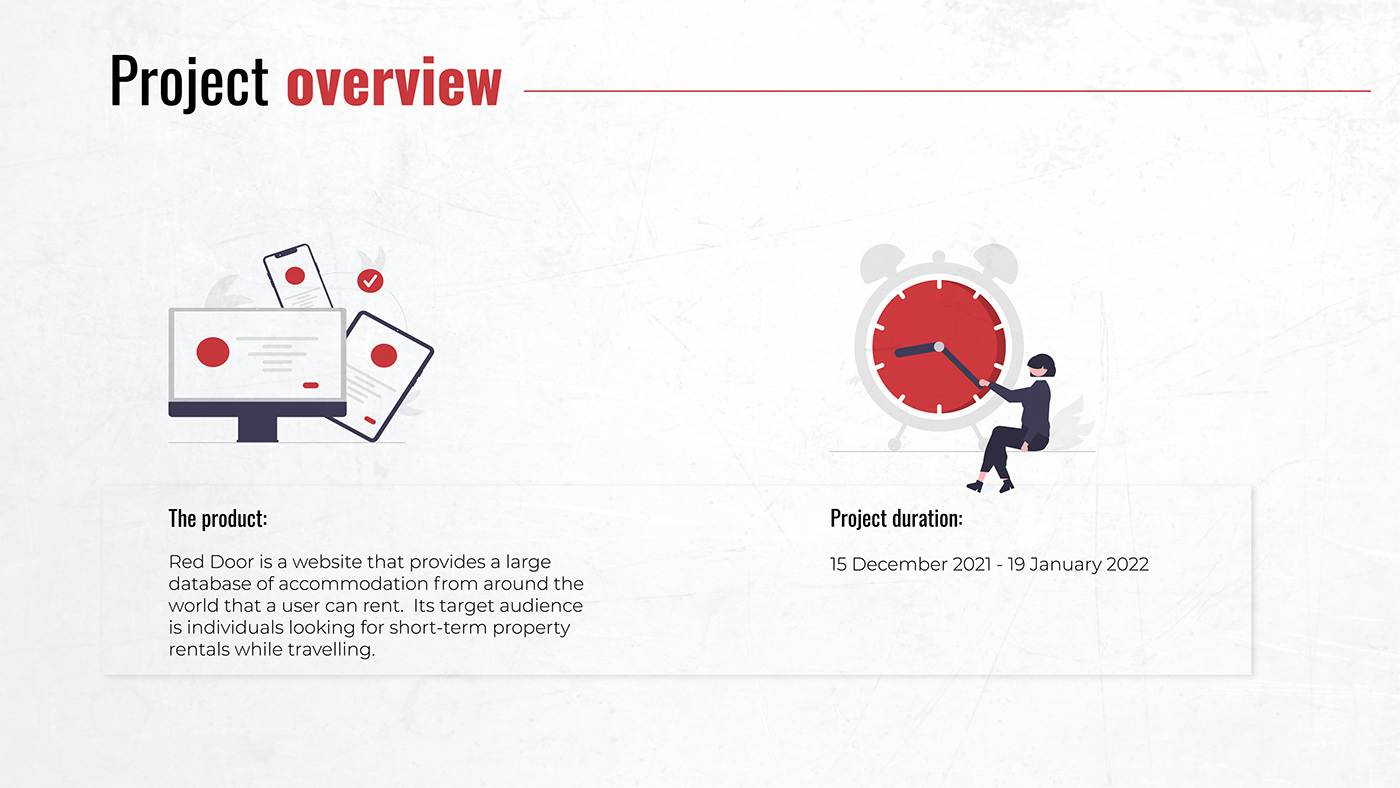 Project overview
The product:
Red Door is a website that provides a large
database of accommodation from around the
world that a user can rent.  Its target audience
is individuals looking for short-term property
rentals while travelling.
Project duration:
15 December 2021 - 19 January 2022